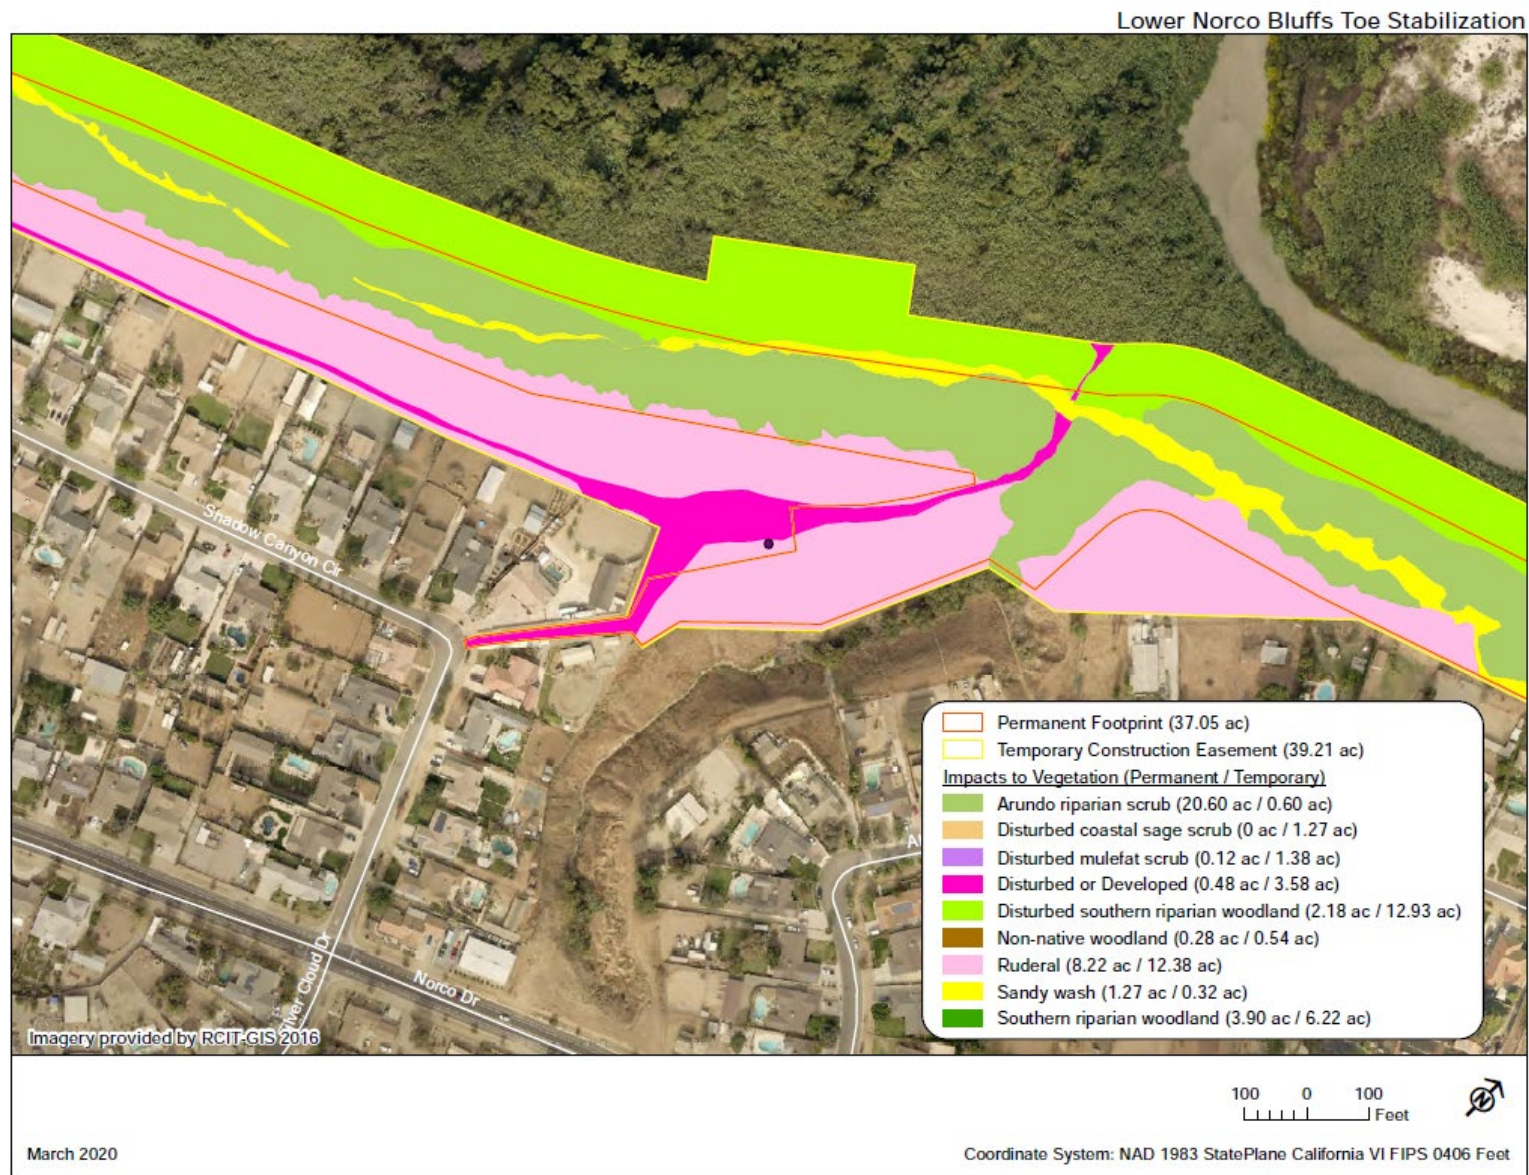 Lower Norco Bluffs Toe Stabilization
Shadow Canyon Cir
Silver Cloud Dr
Norco Dr
Permanent Footprint (37.05 ac)
Temporary Construction Easement (39.21 ac)
Impacts to Vegetation (Permanent / Temporary)
Arundo riparian scrub (20.60 ac / 0.60 ac)
Disturbed coastal sage scrub (0 ac / 1.27 ac)
Disturbed mulefat scrub (0.12 ac / 1.38 ac)
Disturbed or Developed (0.48 ac / 3.58 ac)
Disturbed southern riparian woodland (2.18 ac / 12.93 ac)
Non-native woodland (0.28 ac / 0.54 ac)
Ruderal (8.22 ac / 12.38 ac)
Sandy wash (1.27 ac / 0.32 ac)
Southern riparian woodland (3.90 ac / 6.22 ac)
Imagery provided by RCIT-GIS 2016
100 0 100
Feet
N
March 2020
Coordinate System: NAD 1983 StatePlane California VI FIPS 0406 Feet